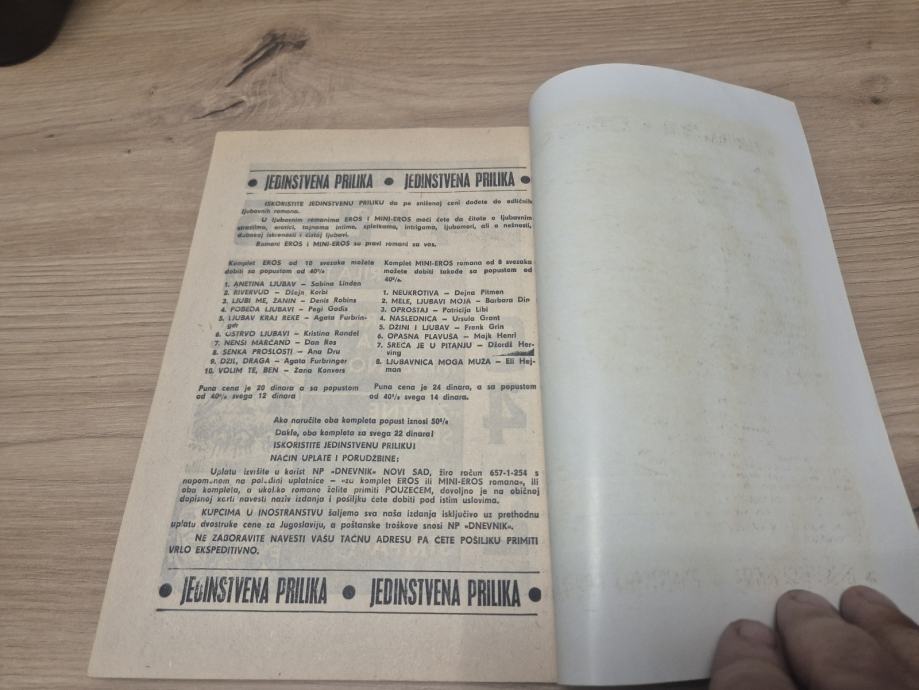 ● JEDINSTVENA PRILIKA ● JEDINSTVENA PRILIKA ●
ISKORISTITE JEDINSTVENU PRILIKU da po sniženoj ceni dođete do odličnih
ljubavnih romana.
U ljubavnim romanima EROS I MINI-EROS moći ćete da čitate o ljubavnim
strastima, erotici, tajnama intime, spletkama, intrigama, ljubomori, ali o nežnosti,
dubokoj iskrenosti i čistoj ljubavi.
Romani EROS i MINI-EROS su pravi romani za vas.
Komplet EROS od 10 svezaka možete
dobiti sa popustom od 40%
1. ANETINA LJUBAV – Sabina Linden
2. RIVERVUD – Džejn Korbi
3. LJUBI ME, ŽANIN – Denis Robins
4. POBEDA LJUBAVI – Pegi Gadis
5. LJUBAV KRAJ REKE – Agata Furbrin-
ger
6. OSTRVO LJUBAVI – Kristina Randel
7. NENSI MARČAND – Dan Ros
8. SENKA PROSLOSTI – Ana Dru
9. DŽIL, DRAGA – Agata Furbringer
10. VOLIM TE, BEN – Žana Konvers
Puna cena je 20 dinara a sa popustom
od 40% svega 12 dinara
Komplet MINI-EROS romana od 8 svezaka
možete dobiti takođe sa popustom od
40%.
1. NEUKROTIVA – Dejna Pitmen
2. MELE, LJUBAVI MOJA – Barbara Din
3. OPROSTAJ – Patricija Libi
4. NASLEDNICA – Ursula Grant
5. DŽINI I LJUBAV – Frenk Grin
6. OPASNA PLAVUSA – Majk Henri
7. SREĆA JE U PITANJU – Džordž Her-
ving
8. LJUBAVNICA MOGA MUŽA – Eli Hej-
man
Puna cena je 24 dinara, a sa popustom
od 40% svega 14 dinara.
Ako naručite oba kompleta popust iznosi 50%
Dakle, oba kompleta za svega 22 dinara!
ISKORISTITE JEDINSTVENU PRILIKU!
NAČIN UPLATE I PORUDŽBINE;
Uplatu izvršite u korist NP »DNEVNIK« NOVI SAD, žiro račun 657-1-254 s
napomenom na poleđini uplatnice – »za komplet EROS ili MINI-EROS romana«, ili
oba kompleta, a ukoliko romane želite primiti POUZEĆEM, dovoljno je na običnoj
dopisnoj karti navesti naziv izdanja i pošiljku ćete dobiti pod istim uslovima.
KUPCIMA U INOSTRANSTVU šaljemo sva naša izdanja isključivo uz prethodnu
uplatu dvostruke cene za Jugoslaviju, a poštanske troškove snosi NP »DNEVNIK«.
NE ZABORAVITE NAVESTI VAŠU TAČNU ADRESU PA ĆETE POŠILJKU PRIMITI
VRLO EKSPEDITIVNO.
● JEDINSTVENA PRILIKA ● JEDINSTVENA PRILIKA ●